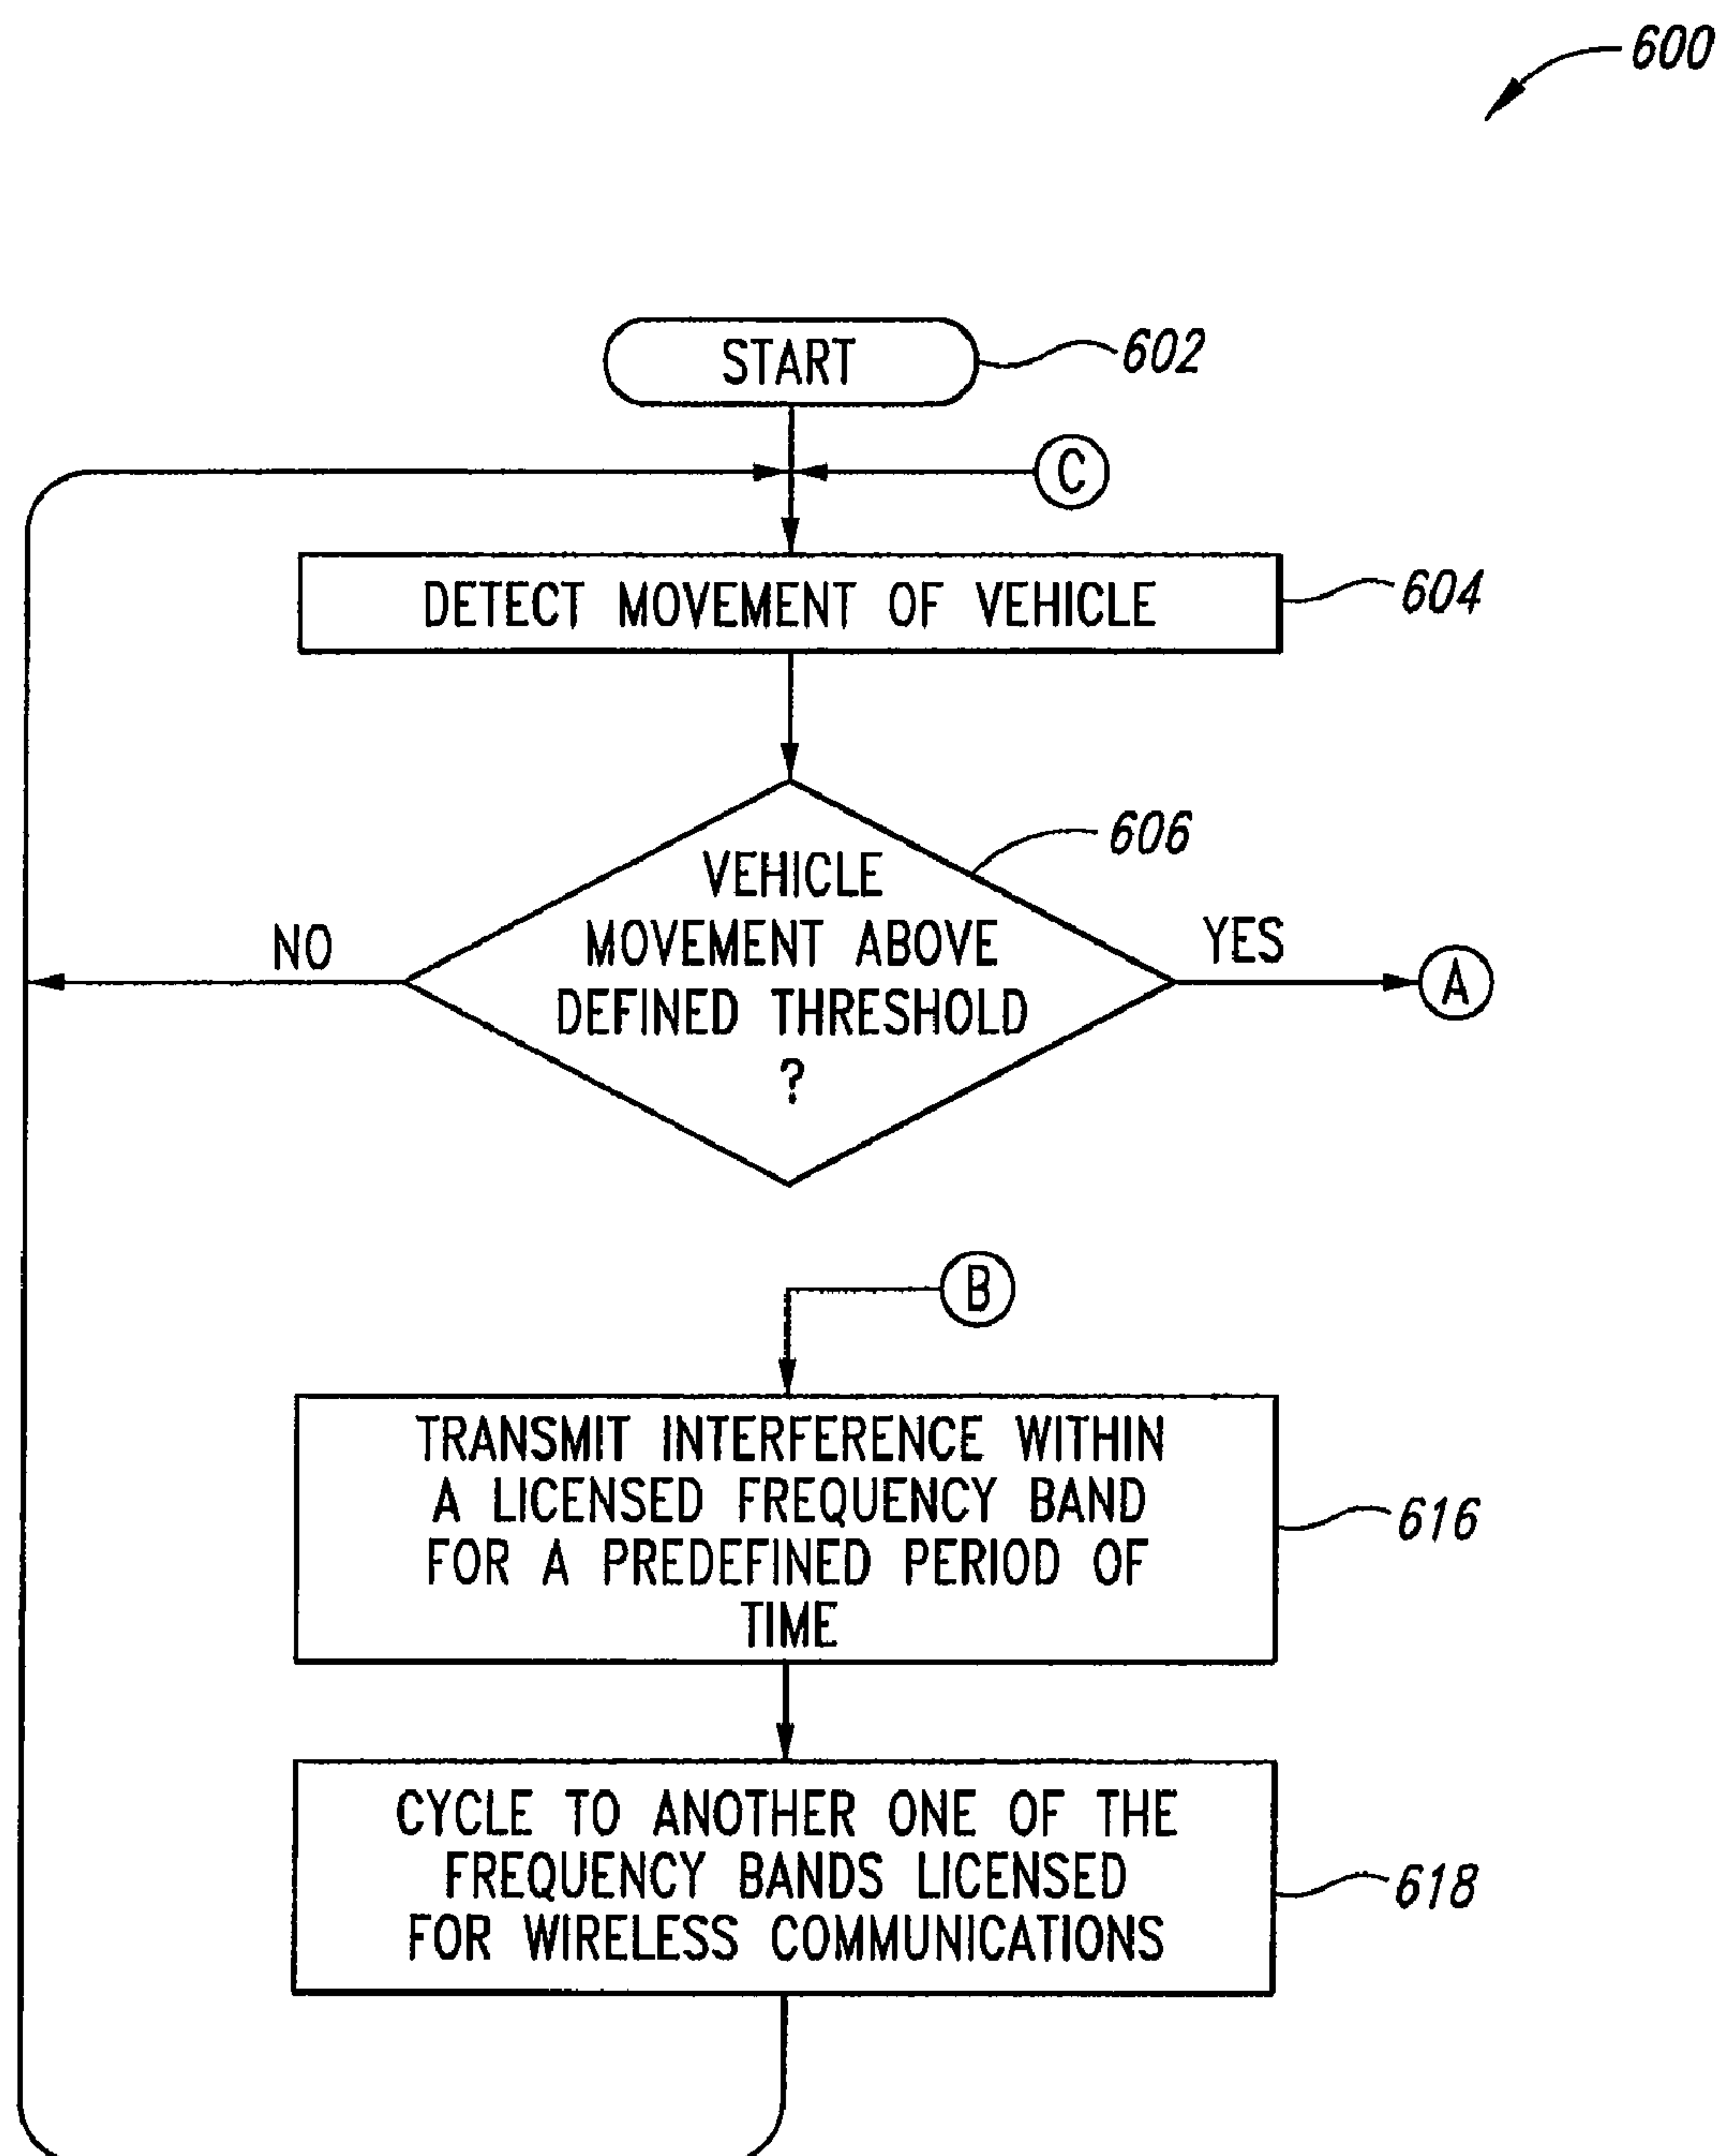 600
START
602
C
DETECT MOVEMENT OF VEHICLE
604
606
VEHICLE
MOVEMENT ABOVE
DEFINED THRESHOLD
?
NO
YES
A
B
TRANSMIT INTERFERENCE WITHIN
A LICENSED FREQUENCY BAND
FOR A PREDEFINED PERIOD OF
TIME
616
CYCLE TO ANOTHER ONE OF THE
FREQUENCY BANDS LICENSED
FOR WIRELESS COMMUNICATIONS
618